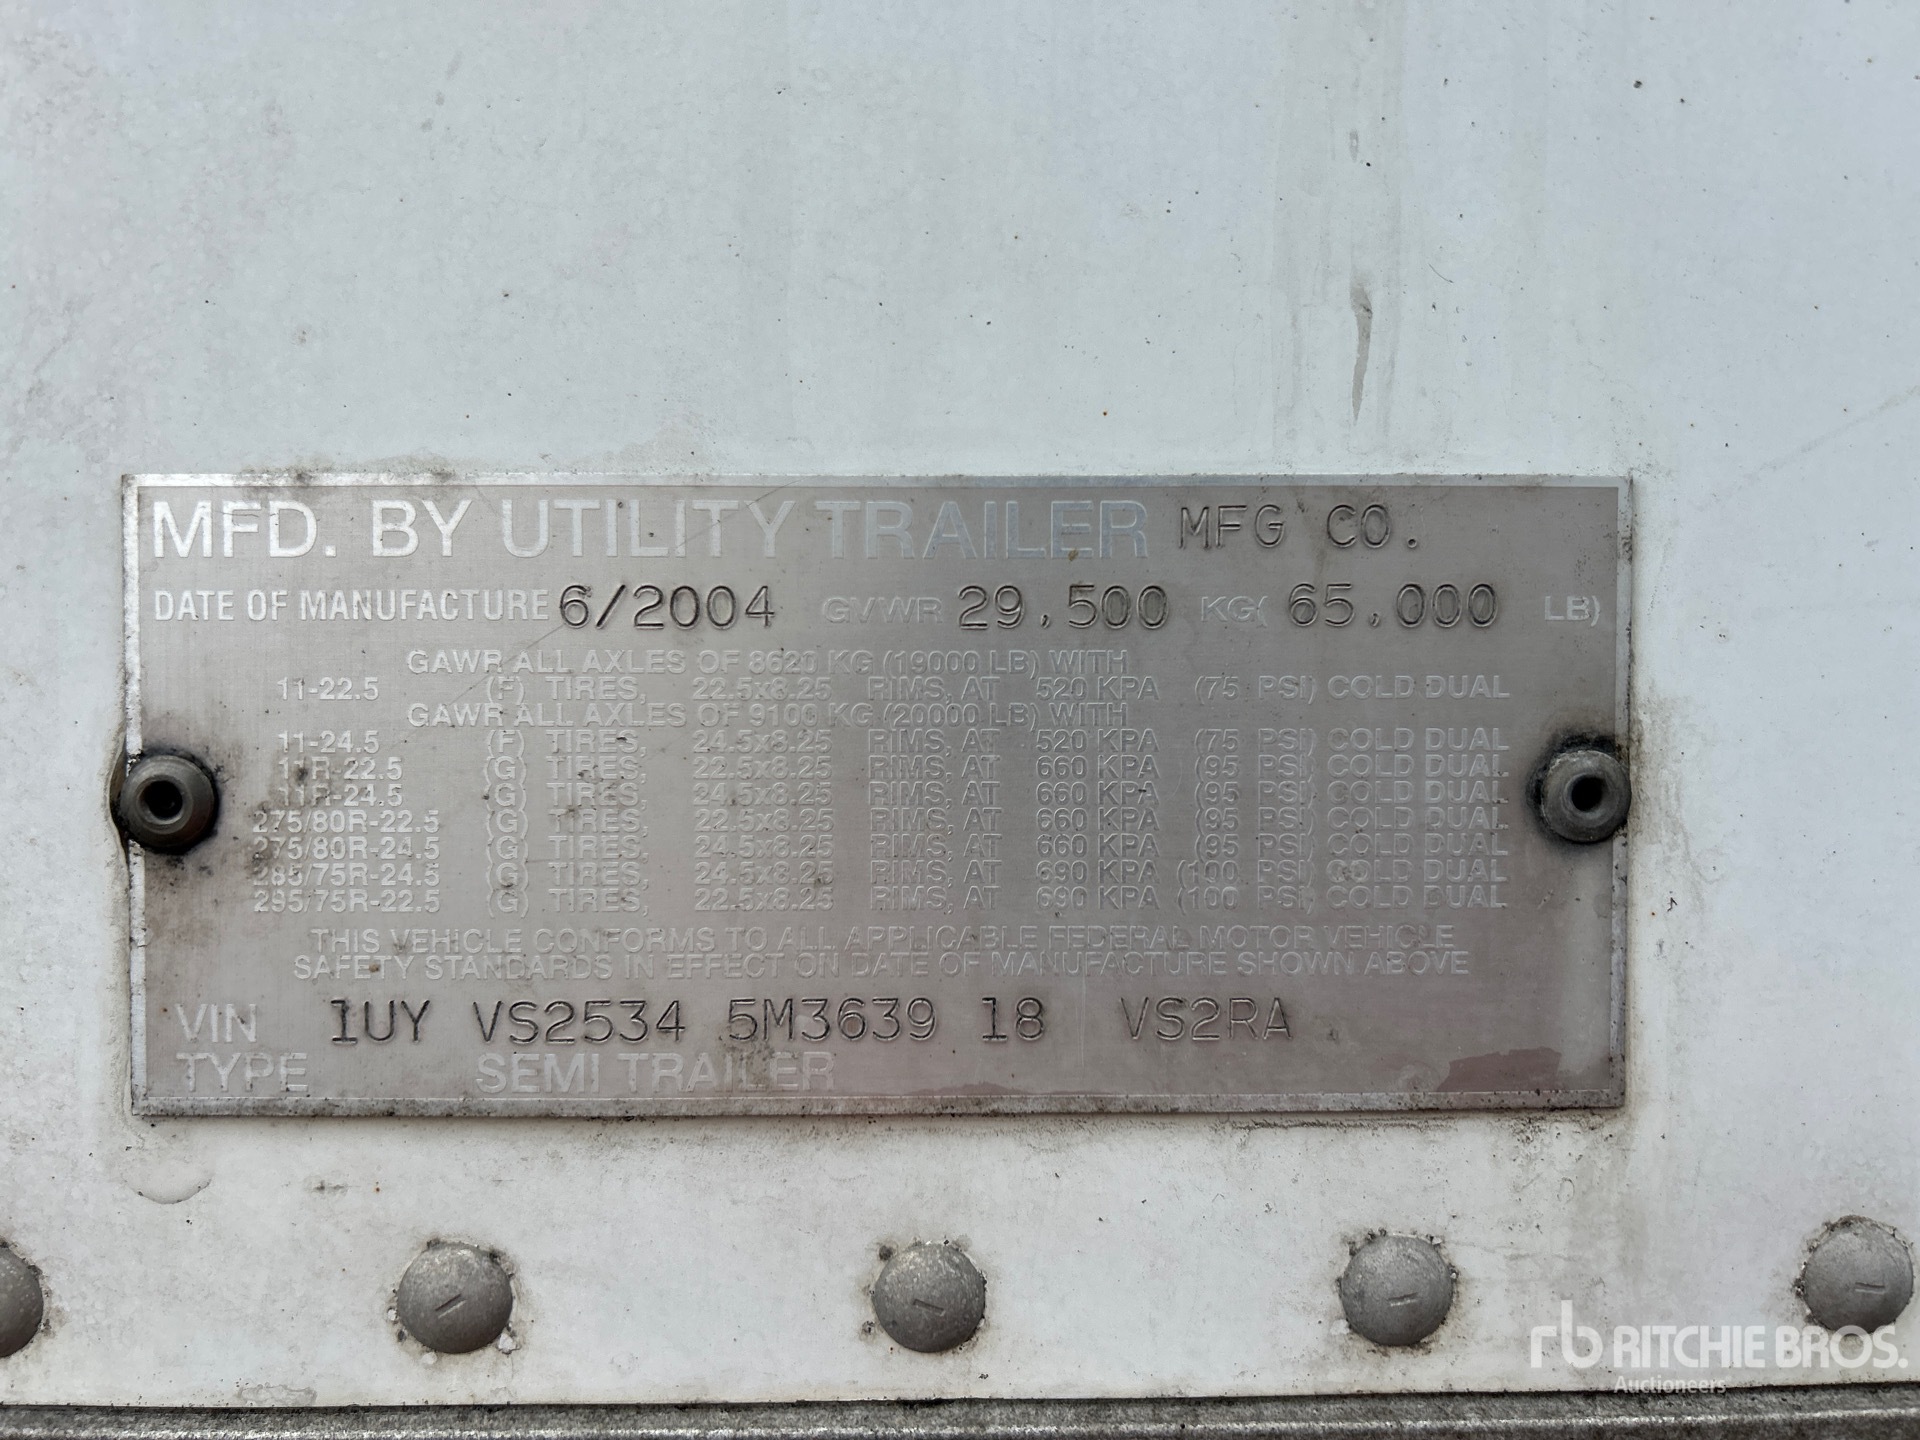 MFD. BY UTILITY TRAILER MFG CO.
DATE OF MANUFACTURE 6/2004 GVWR 29,500 KG( 65,000 LB)
GAWR ALL AXLES OF 8620 KG (19000 LB) WITH
11-22.5 (F) TIRES, 22.5x8.25 RIMS, AT 520 KPA (75 PSI) COLD DUAL
GAWR ALL AXLES OF 9100 KG (20000 LB) WITH
11-24.5 (F) TIRES, 24.5x8.25 RIMS, AT 520 KPA (75 PSI) COLD DUAL
11R-22.5 (G) TIRES, 22.5x8.25 RIMS, AT 660 KPA (95 PSI) COLD DUAL
11R-24.5 (G) TIRES, 24.5x8.25 RIMS, AT 660 KPA (95 PSI) COLD DUAL
275/80R-22.5 (G) TIRES, 22.5x8.25 RIMS, AT 660 KPA (95 PSI) COLD DUAL
275/80R-24.5 (G) TIRES, 24.5x8.25 RIMS, AT 660 KPA (95 PSI) COLD DUAL
285/75R-24.5 (G) TIRES, 24.5x8.25 RIMS, AT 690 KPA (100 PSI) COLD DUAL
295/75R-22.5 (G) TIRES, 22.5x8.25 RIMS, AT 690 KPA (100 PSI) COLD DUAL
THIS VEHICLE CONFORMS TO ALL APPLICABLE FEDERAL MOTOR VEHICLE
SAFETY STANDARDS IN EFFECT ON DATE OF MANUFACTURE SHOWN ABOVE
VIN 1UY VS2534 5M3639 18 VS2RA
TYPE SEMI TRAILER
rb RITCHIE BROS.
Auctioneers